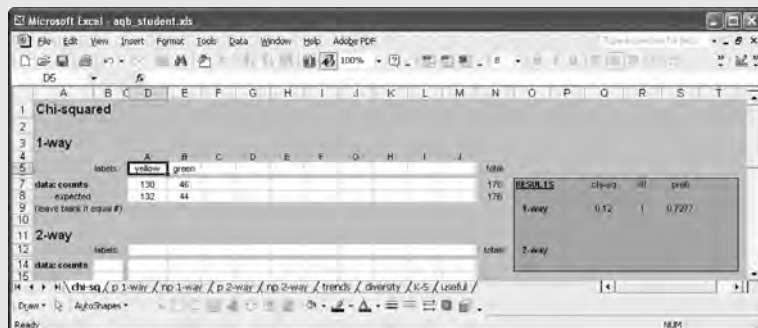 Microsoft Excel - aqb_student.xls
File Edit View Insert Format Tools Data Window Help Adobe PDF
100% 8
D5 fx
A B C D E F G H I J K L M N O P Q R S T
1 Chi-squared
2
3 1-way
4 A B C D E F G H I J
5 labels: yellow green total:
7 data: counts 130 46 176 RESULTS chi-sq df prob
8 expected 132 44 176
9 (leave blank if equal #) 1-way 0.12 1 0.7277
10
11 2-way
12 labels: totals: 2-way
14 data: counts
15
chi-sq / p 1-way / np 1-way / p 2-way / np 2-way / trends / diversity / K-S / useful /
Draw AutoShapes
Ready NUM